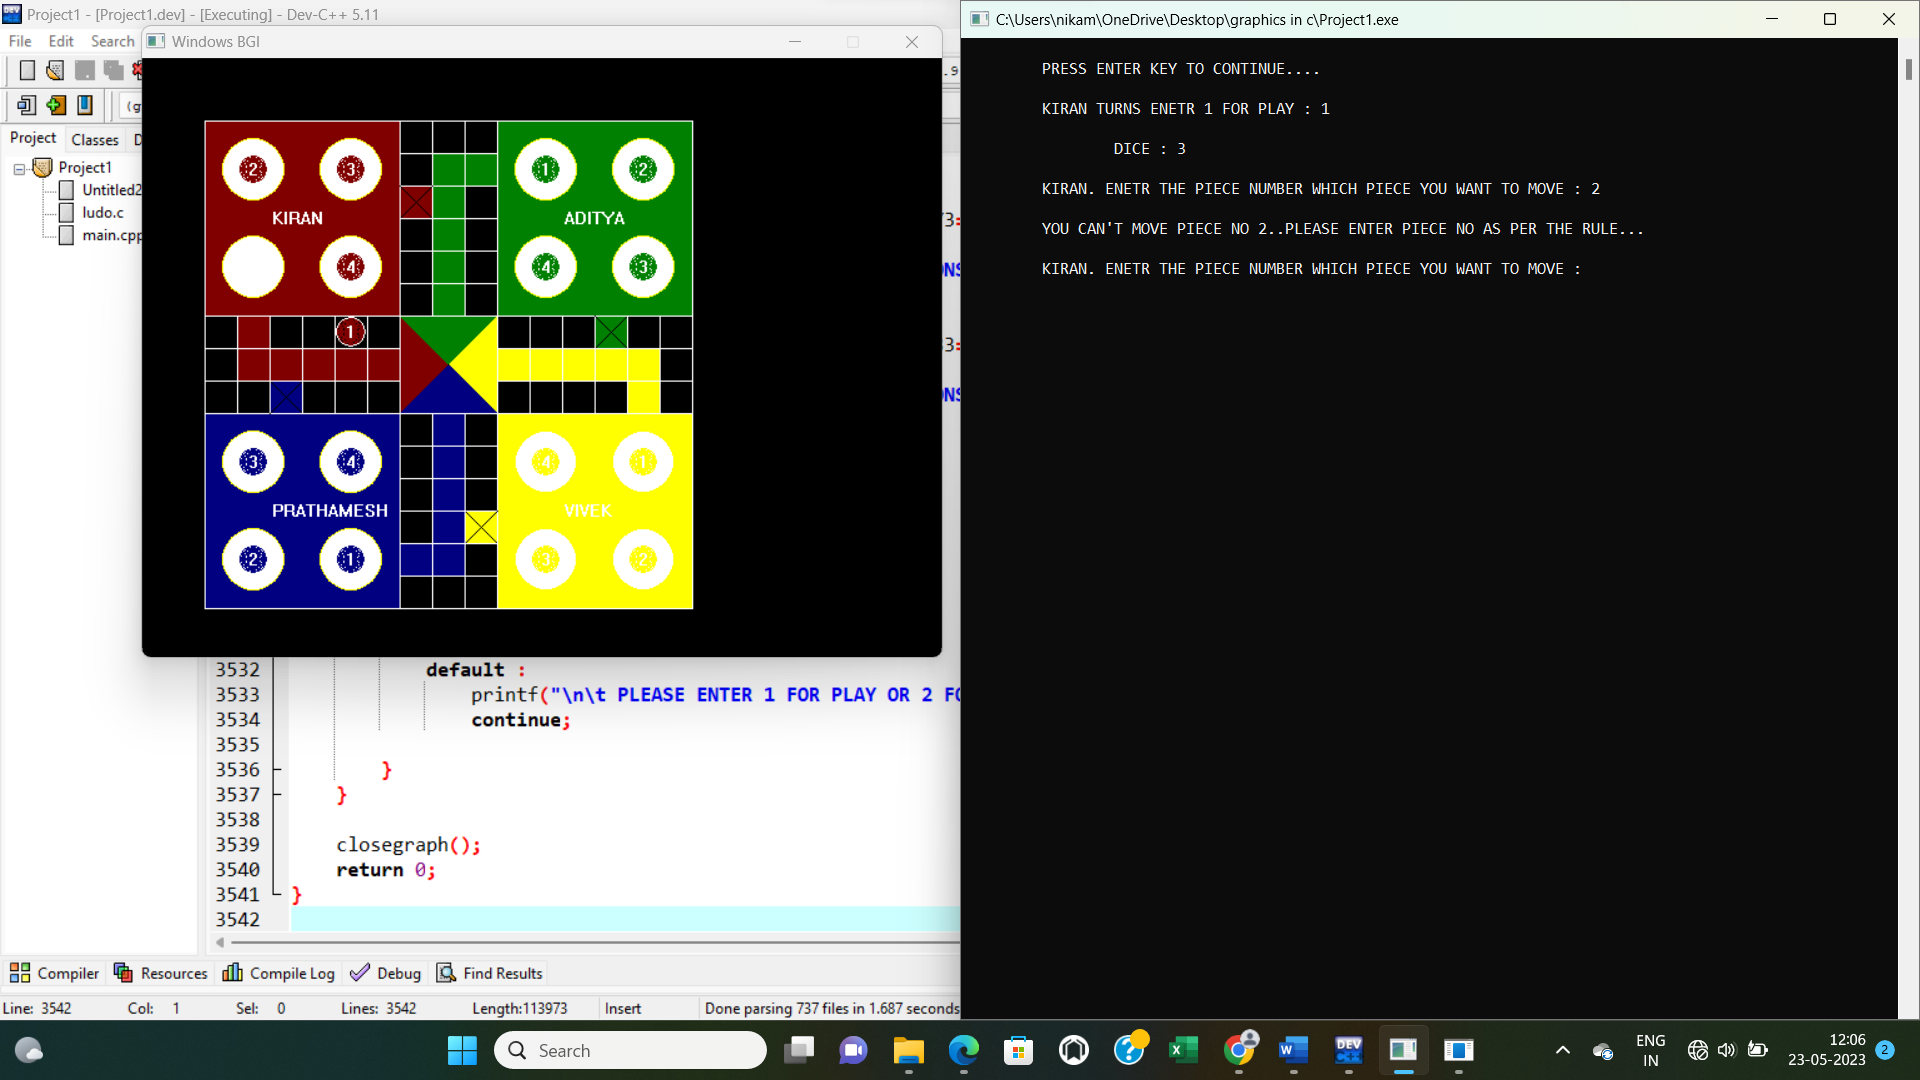 Project1 - [Project1.dev] - [Executing] - Dev-C++ 5.11
File Edit Search
Windows BGI
Project Classes
Project1
Untitled2
ludo.c
main.cpp
2 3
KIRAN
4
1 2
ADITYA
4 3
1
3 4
PRATHAMESH
2 1
4 1
VIVEK
3 2
3532 default :
3533 printf("\n\t PLEASE ENTER 1 FOR PLAY OR 2 FO
3534 continue;
3535
3536 }
3537 }
3538
3539 closegraph();
3540 return 0;
3541 }
3542
Compiler Resources Compile Log Debug Find Results
Line: 3542 Col: 1 Sel: 0 Lines: 3542 Length:113973 Insert Done parsing 737 files in 1.687 seconds
C:\Users\nikam\OneDrive\Desktop\graphics in c\Project1.exe
PRESS ENTER KEY TO CONTINUE....
KIRAN TURNS ENETR 1 FOR PLAY : 1
DICE : 3
KIRAN. ENETR THE PIECE NUMBER WHICH PIECE YOU WANT TO MOVE : 2
YOU CAN'T MOVE PIECE NO 2..PLEASE ENTER PIECE NO AS PER THE RULE...
KIRAN. ENETR THE PIECE NUMBER WHICH PIECE YOU WANT TO MOVE :
Search
DEV C++
ENG
IN
12:06
23-05-2023
2